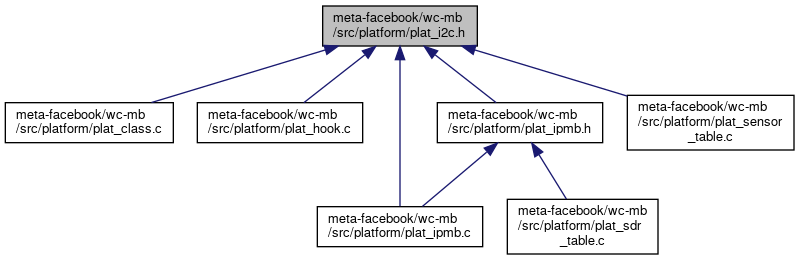 meta-facebook/wc-mb
/src/platform/plat_i2c.h
meta-facebook/wc-mb
/src/platform/plat_class.c
meta-facebook/wc-mb
/src/platform/plat_hook.c
meta-facebook/wc-mb
/src/platform/plat_ipmb.h
meta-facebook/wc-mb
/src/platform/plat_sensor
_table.c
meta-facebook/wc-mb
/src/platform/plat_ipmb.c
meta-facebook/wc-mb
/src/platform/plat_sdr
_table.c